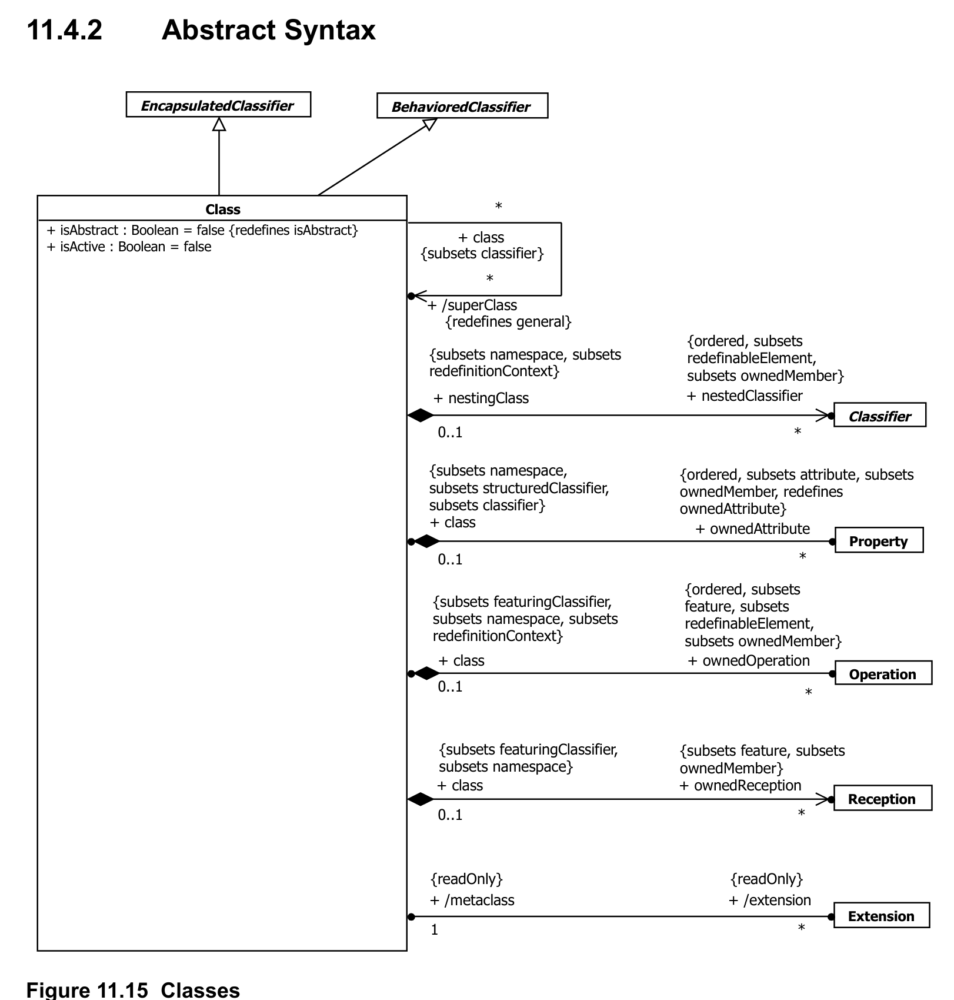 11.4.2 Abstract Syntax
EncapsulatedClassifier
BehavioredClassifier
Class
+ isAbstract : Boolean = false {redefines isAbstract}
+ isActive : Boolean = false
*
+ class
{subsets classifier}
*
+ /superClass
{redefines general}
{subsets namespace, subsets
redefinitionContext}
+ nestingClass
0..1
{ordered, subsets
redefinableElement,
subsets ownedMember}
+ nestedClassifier
*
Classifier
{subsets namespace,
subsets structuredClassifier,
subsets classifier}
+ class
0..1
{ordered, subsets attribute, subsets
ownedMember, redefines
ownedAttribute}
+ ownedAttribute
*
Property
{subsets featuringClassifier,
subsets namespace, subsets
redefinitionContext}
+ class
0..1
{ordered, subsets
feature, subsets
redefinableElement,
subsets ownedMember}
+ ownedOperation
*
Operation
{subsets featuringClassifier,
subsets namespace}
+ class
0..1
{subsets feature, subsets
ownedMember}
+ ownedReception
*
Reception
{readOnly}
+ /metaclass
1
{readOnly}
+ /extension
*
Extension
Figure 11.15 Classes